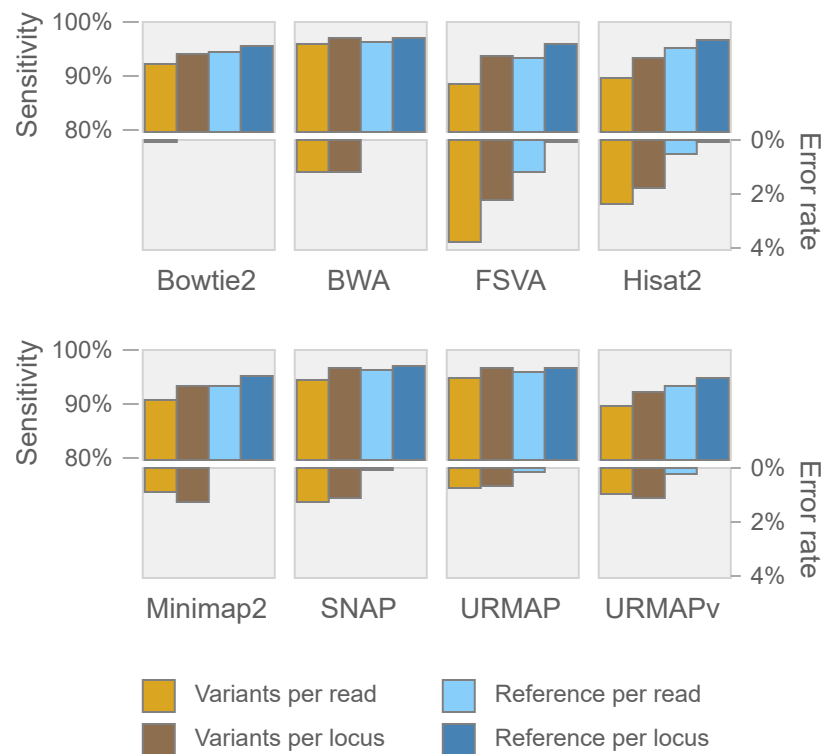 Sensitivity
100%
90%
80%
0%
2%
4%
Error rate
Bowtie2 BWA FSVA Hisat2
Sensitivity
100%
90%
80%
0%
2%
4%
Error rate
Minimap2 SNAP URMAP URMAPv
Variants per read Reference per read
Variants per locus Reference per locus